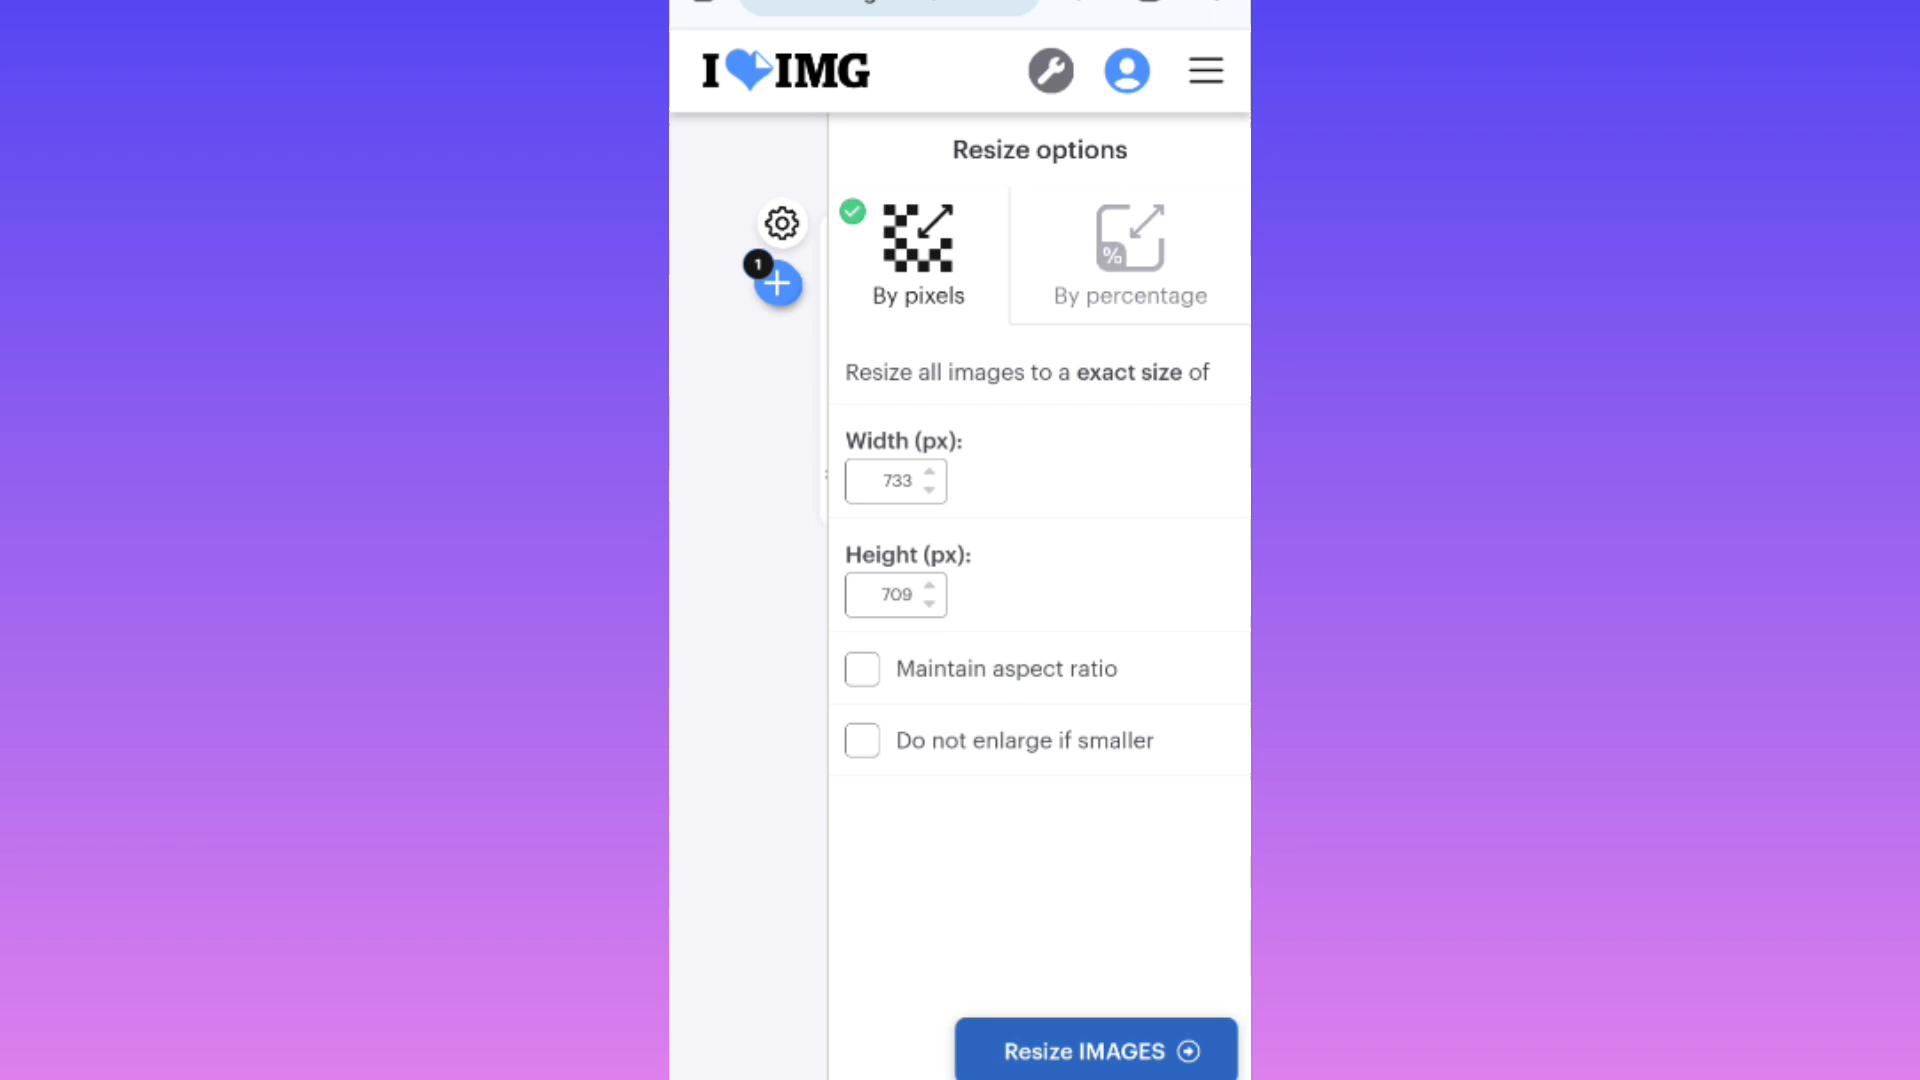 I IMG
Resize options
1
%
By pixels
By percentage
Resize all images to a exact size of
Width (px):
733
Height (px):
709
Maintain aspect ratio
Do not enlarge if smaller
Resize IMAGES